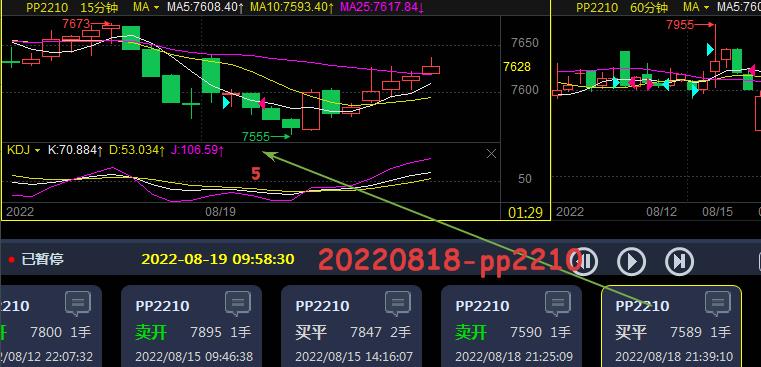 PP2210 15分钟 MA MA5:7608.40↑ MA10:7593.40↑ MA25:7617.84↓
7673
7650
7628
7600
7555
KDJ K:70.884↑ D:53.034↑ J:106.59↑
5
50
2022 08/19 01:29
PP2210 60分钟 MA MA5:760
7955
2022 08/12 08/15
已暂停 2022-08-19 09:58:30 20220818-pp2210
2210
7800 1手
/08/12 22:07:32
PP2210
卖开 7895 1手
2022/08/15 09:46:38
PP2210
买平 7847 2手
2022/08/15 14:16:07
PP2210
卖开 7590 1手
2022/08/18 21:25:09
PP2210
买平 7589 1手
2022/08/18 21:39:10